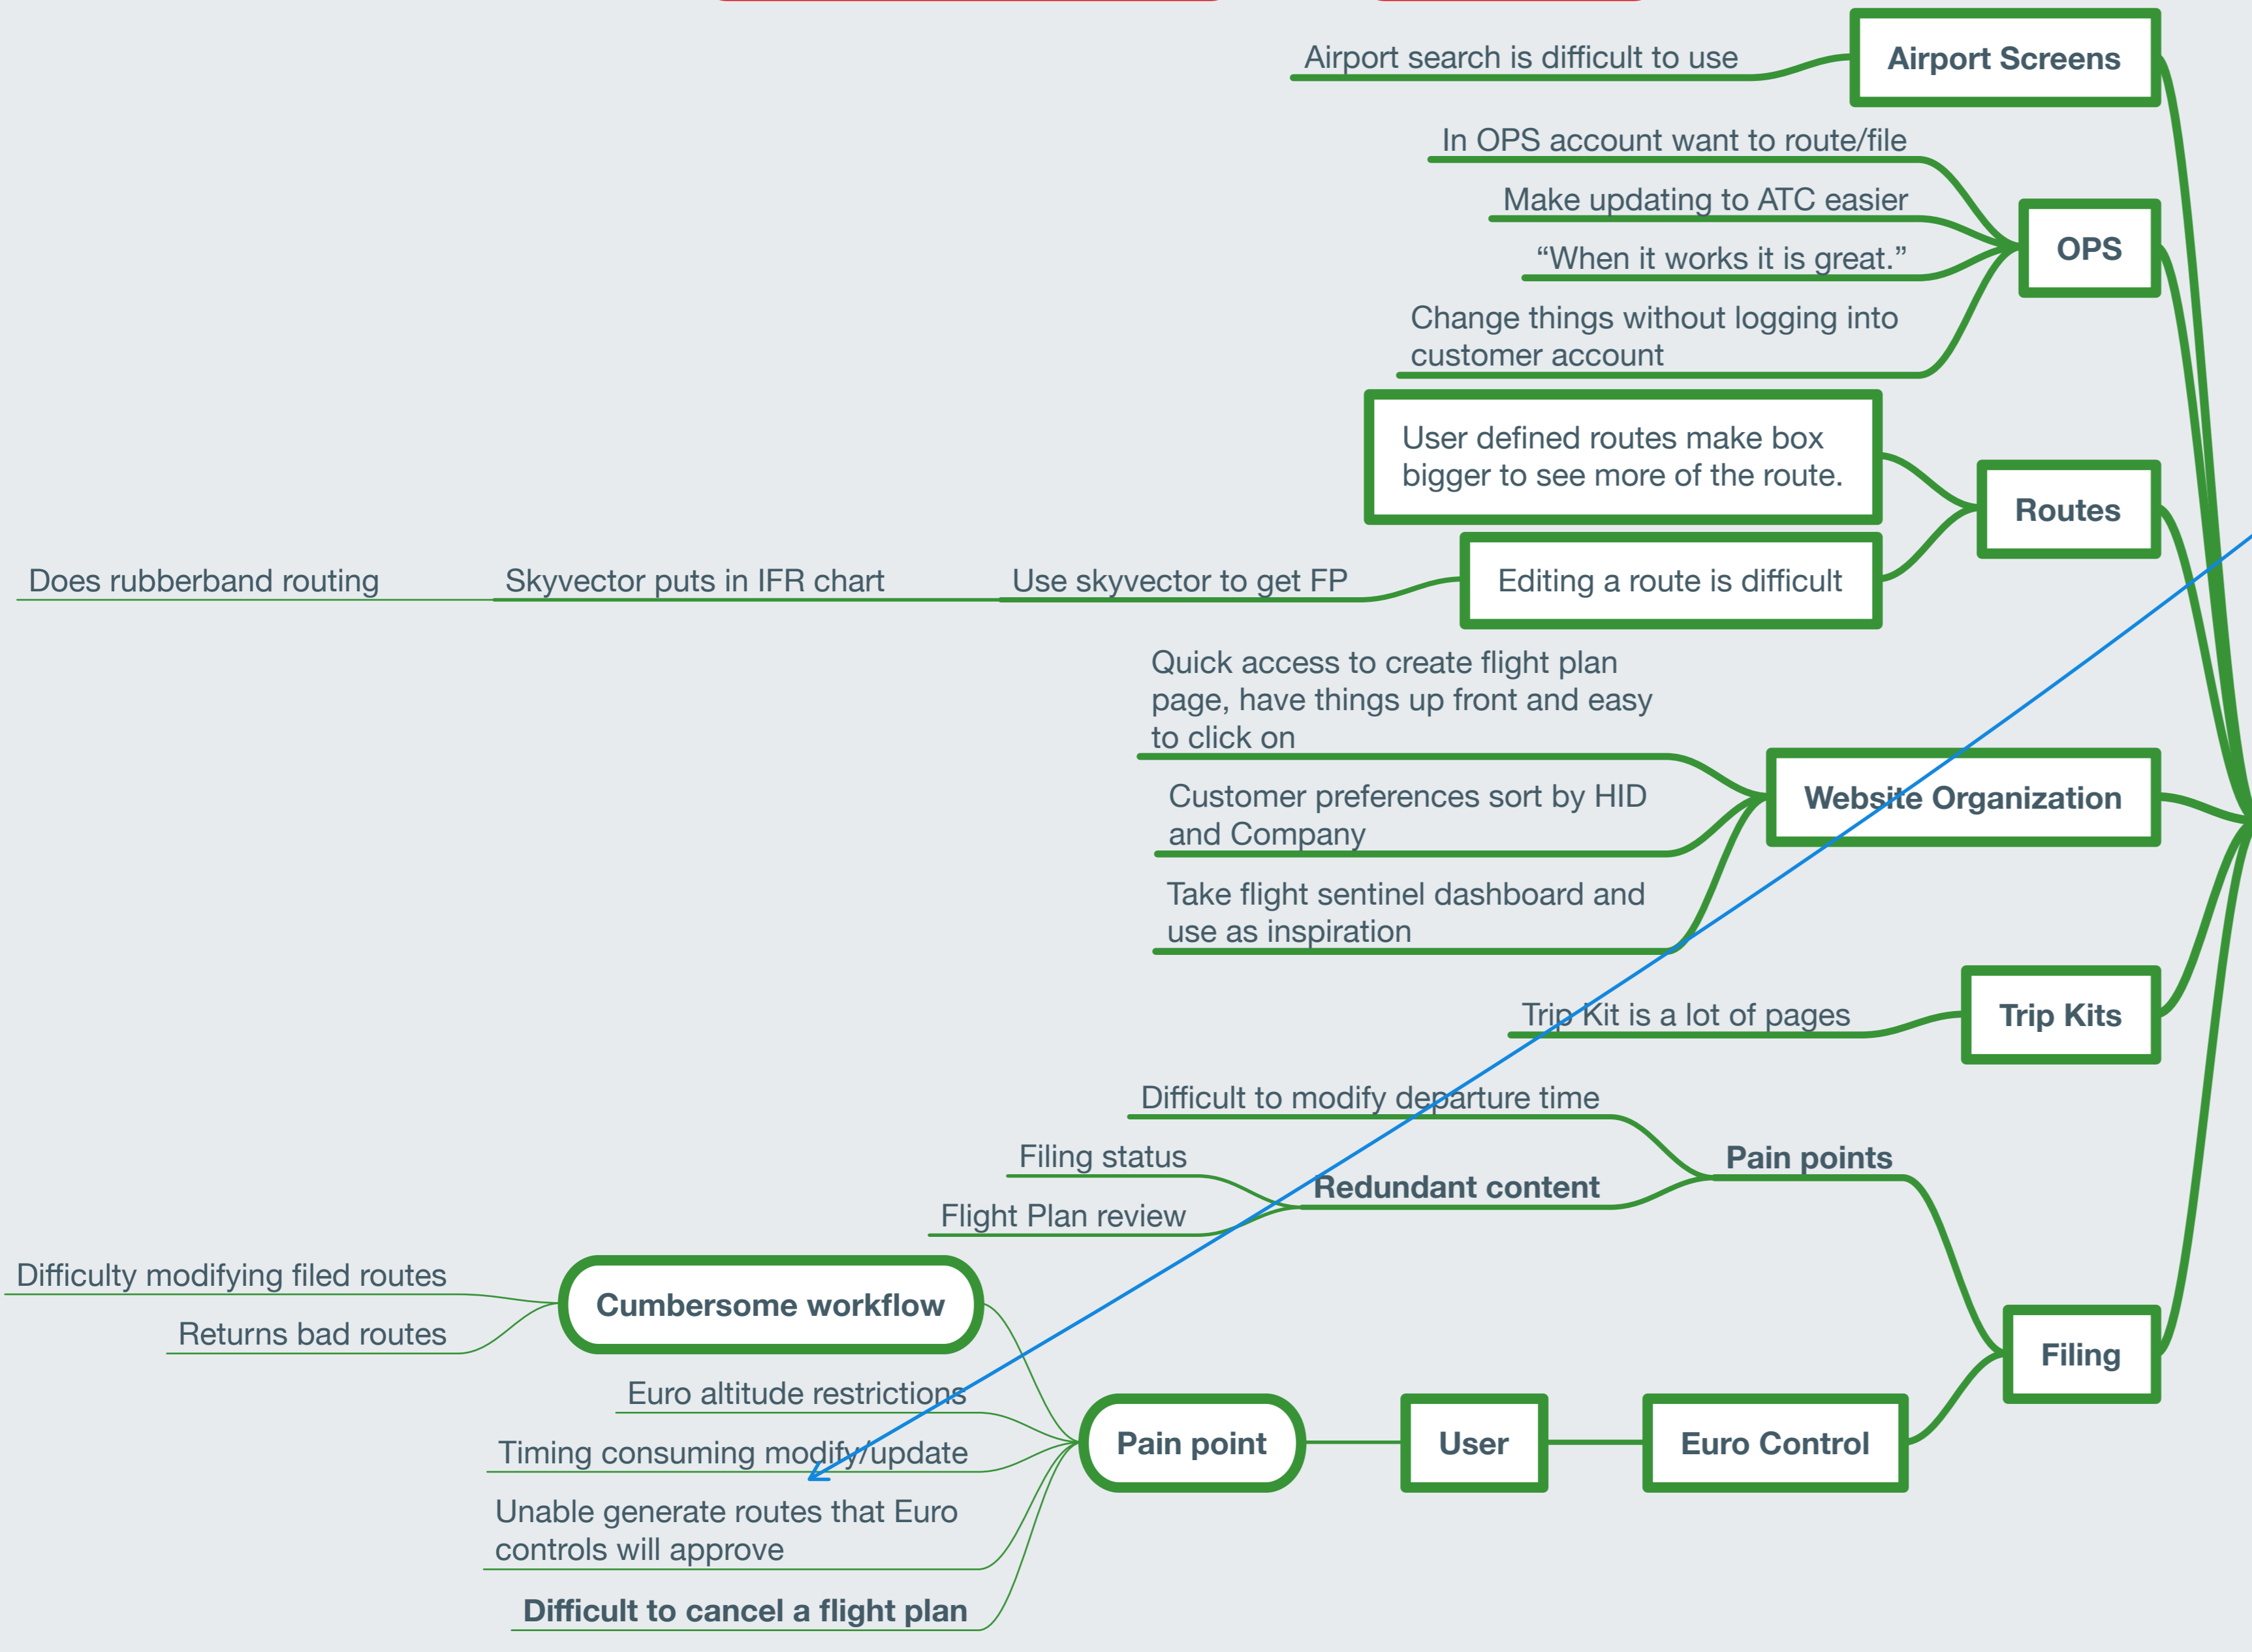 Airport search is difficult to use
Airport Screens
In OPS account want to route/file
Make updating to ATC easier
“When it works it is great.”
Change things without logging into
customer account
OPS
User defined routes make box
bigger to see more of the route.
Routes
Does rubberband routing
Skyvector puts in IFR chart
Use skyvector to get FP
Editing a route is difficult
Quick access to create flight plan
page, have things up front and easy
to click on
Customer preferences sort by HID
and Company
Take flight sentinel dashboard and
use as inspiration
Website Organization
Trip Kit is a lot of pages
Trip Kits
Difficult to modify departure time
Filing status
Flight Plan review
Redundant content
Pain points
Difficulty modifying filed routes
Returns bad routes
Cumbersome workflow
Euro altitude restrictions
Timing consuming modify/update
Unable generate routes that Euro
controls will approve
Difficult to cancel a flight plan
Pain point
User
Euro Control
Filing